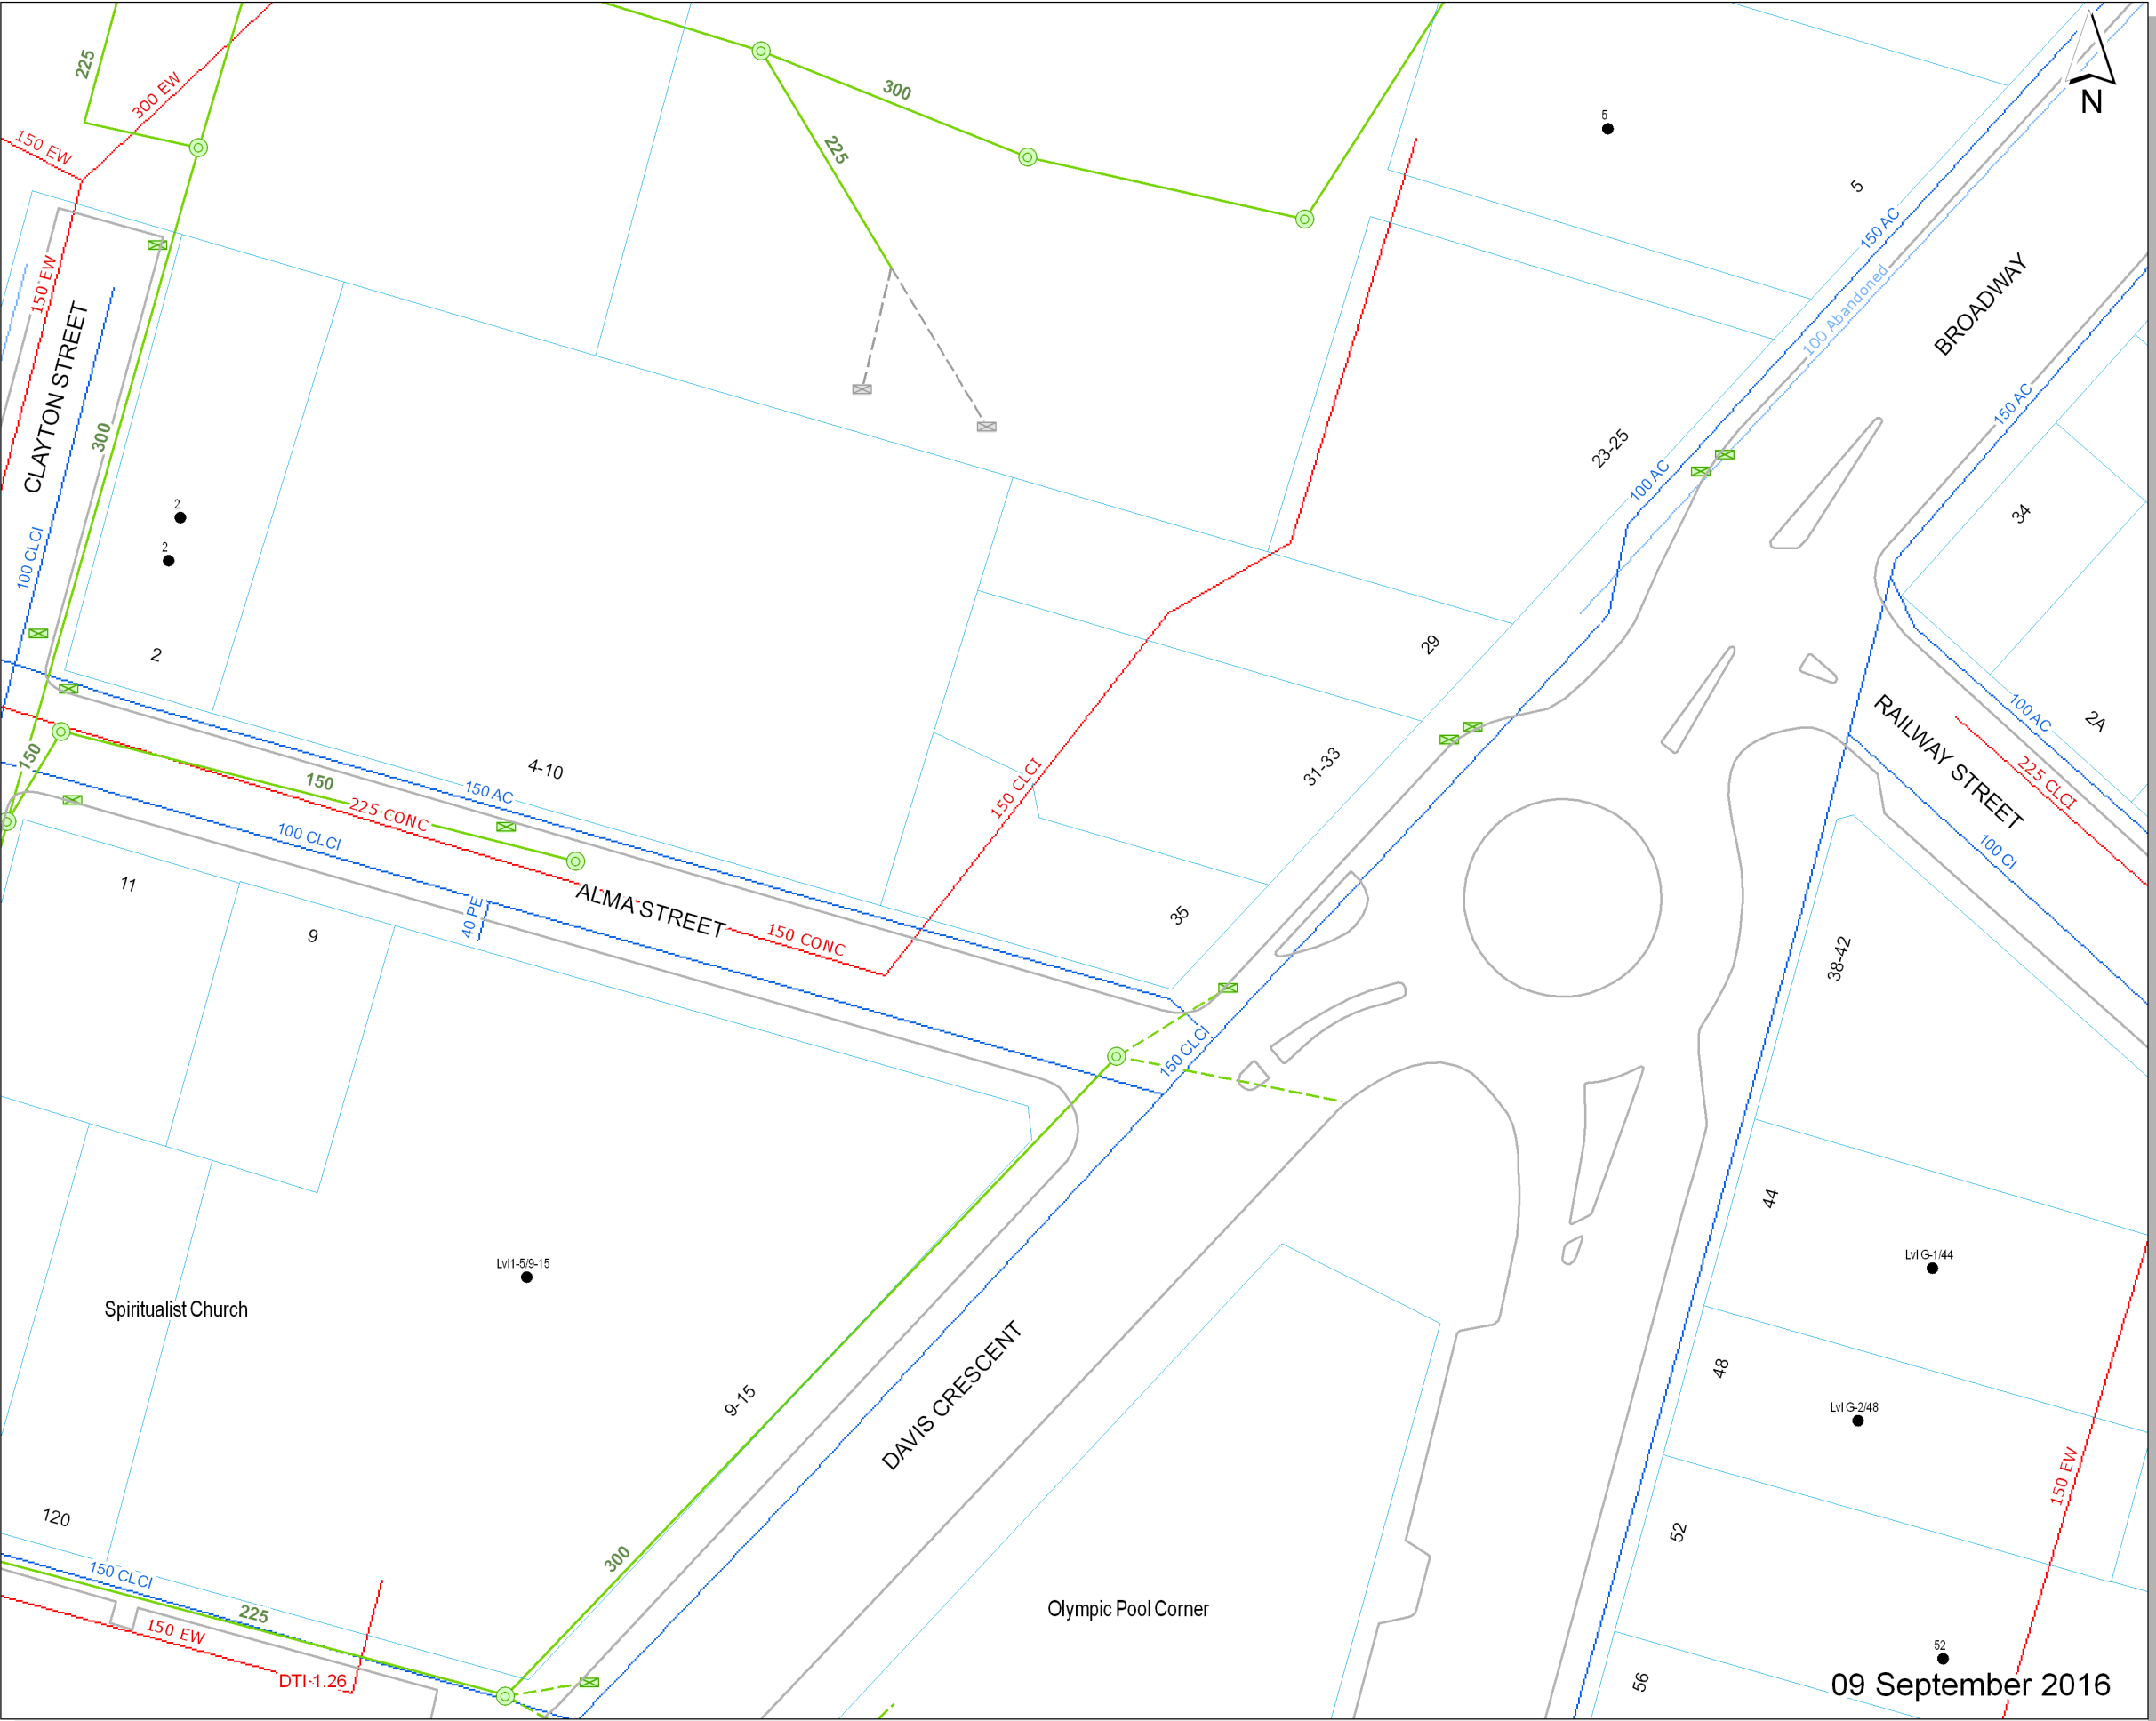 225
300 EW
150 EW
300
225
N
5
5
150 AC
100 Abandoned
BROADWAY
150 EW
CLAYTON STREET
300
100 CLCI
2
2
2
23-25
100 AC
150 AC
34
29
31-33
35
150 CLCI
RAILWAY STREET
100 AC
2A
225 CLCI
100 CI
150
150
4-10
150 AC
225 CONC
100 CLCI
ALMA STREET
150 CONC
40 PE
11
9
38-42
150 CLCI
44
Lvl G-1/44
48
Lvl G-2/48
150 EW
52
52
56
Lvl1-5/9-15
Spiritualist Church
9-15
DAVIS CRESCENT
120
150 CLCI
225
150 EW
DTI-1.26
300
Olympic Pool Corner
09 September 2016